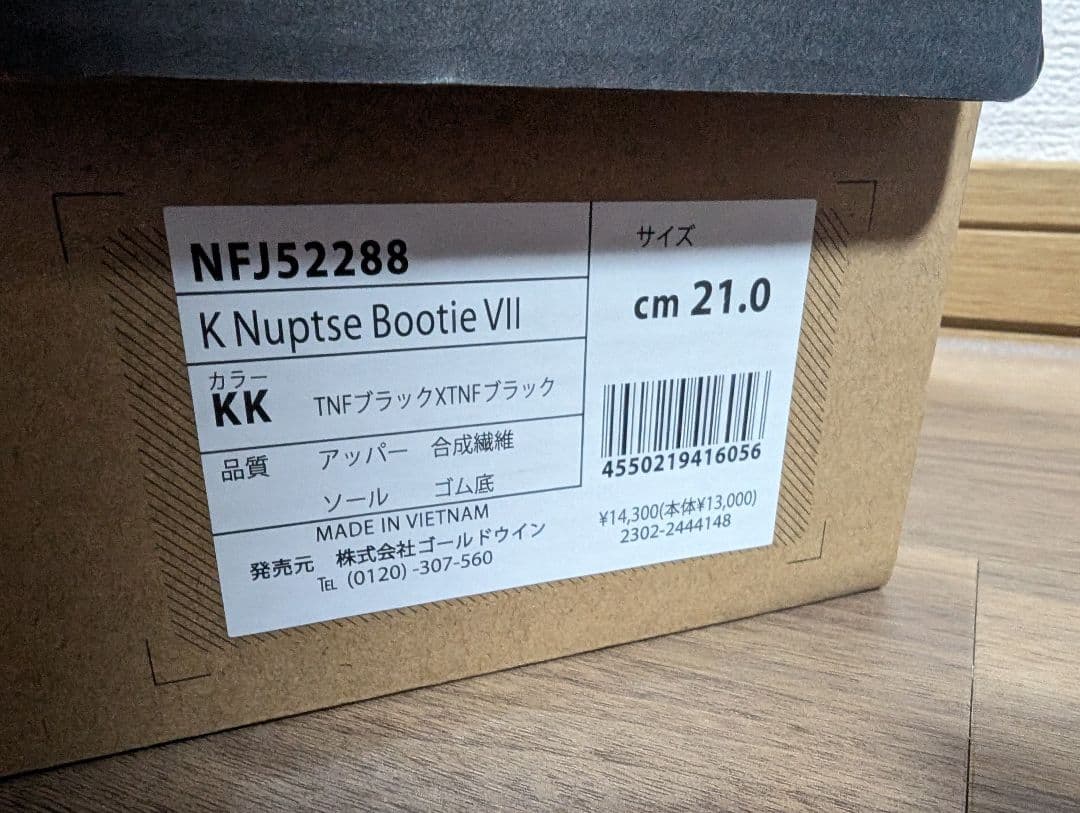 NFJ52288
K Nuptse Bootie VII
カラー
KK TNFブラックXTNFブラック
品質 アッパー 合成繊維
ソール ゴム底
MADE IN VIETNAM
発売元 株式会社ゴールドウイン
℡ (0120) -307-560
サイズ
cm 21.0
4550219416056
¥14,300(本体¥13,000)
2302-2444148